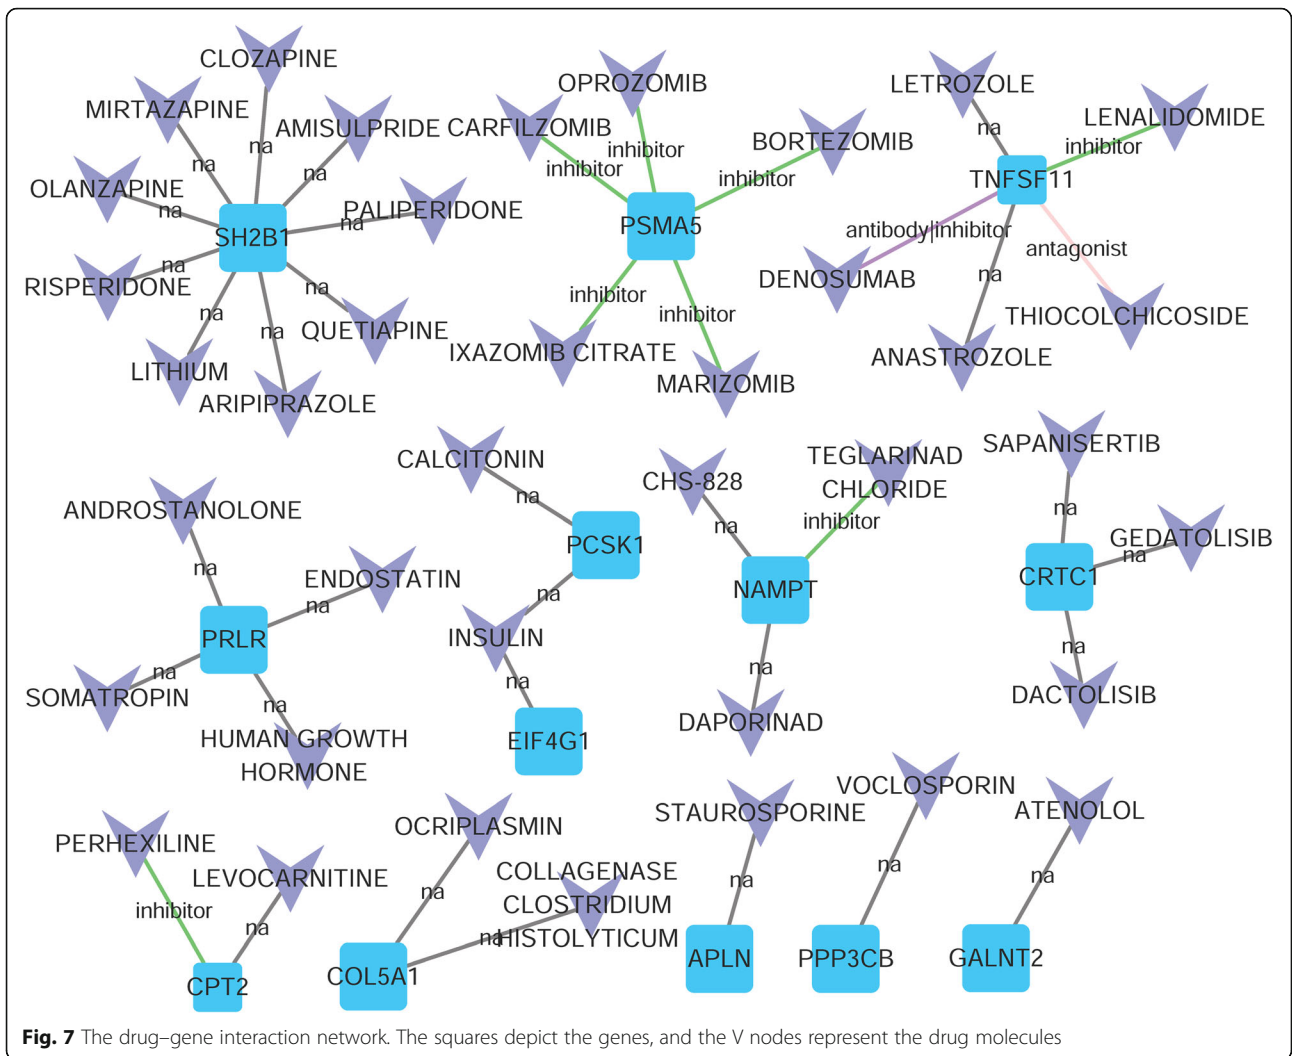 CLOZAPINE
MIRTAZAPINE
AMISULPRIDE
OLANZAPINE
PALIPERIDONE
SH2B1
RISPERIDONE
QUETIAPINE
LITHIUM
ARIPIPRAZOLE
na
na
na
na
na
na
na
na
na
OPROZOMIB
CARFILZOMIB
BORTEZOMIB
inhibitor
inhibitor
inhibitor
PSMA5
inhibitor
inhibitor
IXAZOMIB CITRATE
MARIZOMIB
LETROZOLE
LENALIDOMIDE
na
inhibitor
TNFSF11
antibody|inhibitor
antagonist
na
DENOSUMAB
THIOCOLCHICOSIDE
ANASTROZOLE
ANDROSTANOLONE
na
ENDOSTATIN
na
PRLR
na
SOMATROPIN
na
HUMAN GROWTH
HORMONE
CALCITONIN
na
PCSK1
na
INSULIN
na
EIF4G1
CHS-828
TEGLARINAD
CHLORIDE
na
inhibitor
NAMPT
na
DAPORINAD
SAPANISERTIB
na
GEDATOLISIB
na
CRTC1
na
DACTOLISIB
PERHEXILINE
LEVOCARNITINE
inhibitor
na
CPT2
OCRIPLASMIN
COLLAGENASE
CLOSTRIDIUM
HISTOLYTICUM
na
na
COL5A1
STAUROSPORINE
na
APLN
VOCLOSPORIN
na
PPP3CB
ATENOLOL
na
GALNT2
Fig. 7 The drug–gene interaction network. The squares depict the genes, and the V nodes represent the drug molecules